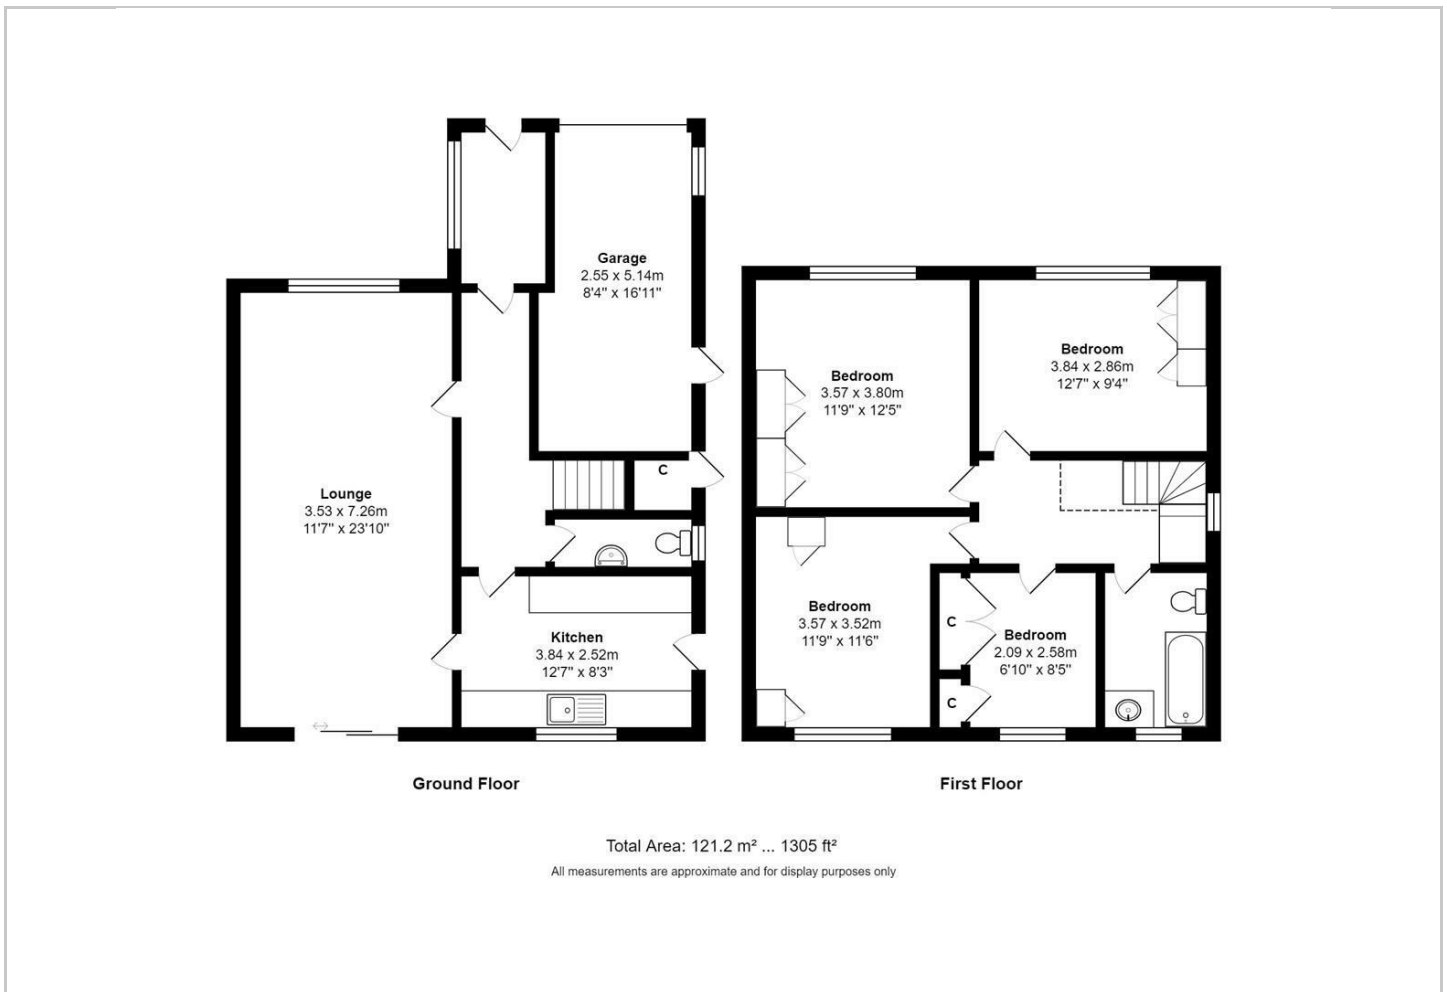 Garage
2.55 x 5.14m
8'4" x 16'11"
Lounge
3.53 x 7.26m
11'7" x 23'10"
C
Kitchen
3.84 x 2.52m
12'7" x 8'3"
Ground Floor
Bedroom
3.57 x 3.80m
11'9" x 12'5"
Bedroom
3.84 x 2.86m
12'7" x 9'4"
Bedroom
3.57 x 3.52m
11'9" x 11'6"
C
Bedroom
2.09 x 2.58m
6'10" x 8'5"
C
First Floor
Total Area: 121.2 m² ... 1305 ft²
All measurements are approximate and for display purposes only